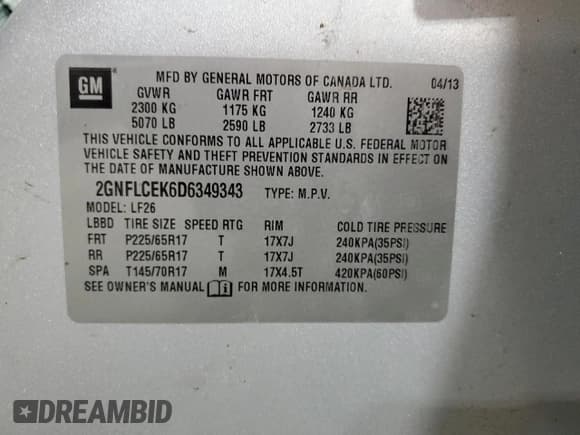 GM
MFD BY GENERAL MOTORS OF CANADA LTD. 04/13
GVWR GAWR FRT GAWR RR
2300 KG 1175 KG 1240 KG
5070 LB 2590 LB 2733 LB
THIS VEHICLE CONFORMS TO ALL APPLICABLE U.S. FEDERAL MOTOR
VEHICLE SAFETY AND THEFT PREVENTION STANDARDS IN EFFECT ON
THE DATE OF MANUFACTURE SHOWN ABOVE.
2GNFLCEK6D6349343 TYPE: M.P.V.
MODEL: LF26
LBBD TIRE SIZE SPEED RTG RIM COLD TIRE PRESSURE
FRT P225/65R17 T 17X7J 240KPA(35PSI)
RR P225/65R17 T 17X7J 240KPA(35PSI)
SPA T145/70R17 M 17X4.5T 420KPA(60PSI)
SEE OWNER'S MANUAL FOR MORE INFORMATION.
DREAMBID